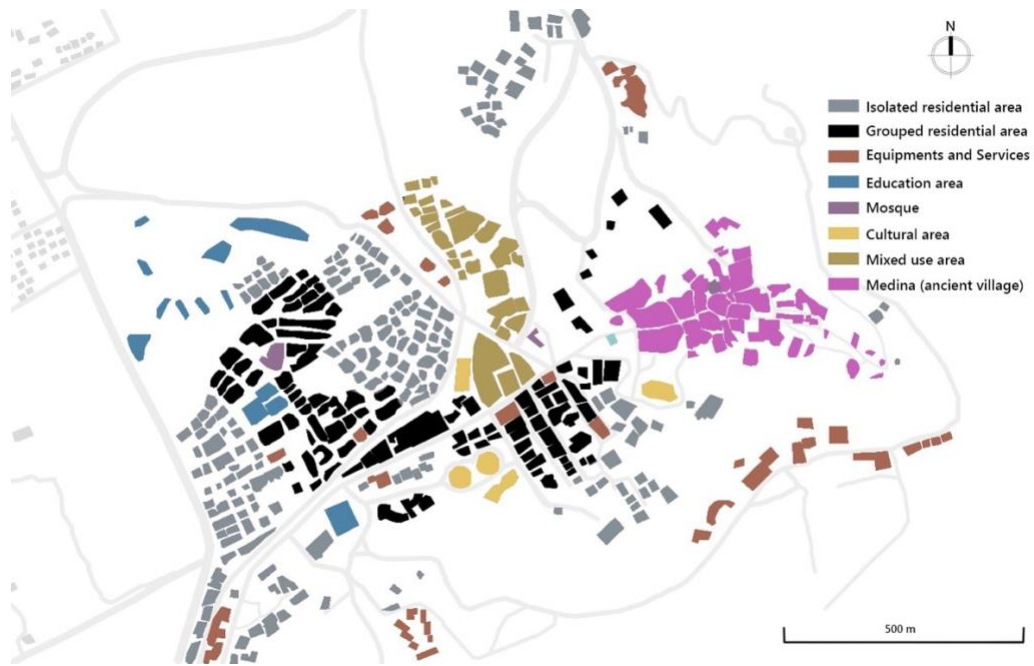 N
Isolated residential area
Grouped residential area
Equipments and Services
Education area
Mosque
Cultural area
Mixed use area
Medina (ancient village)
500 m